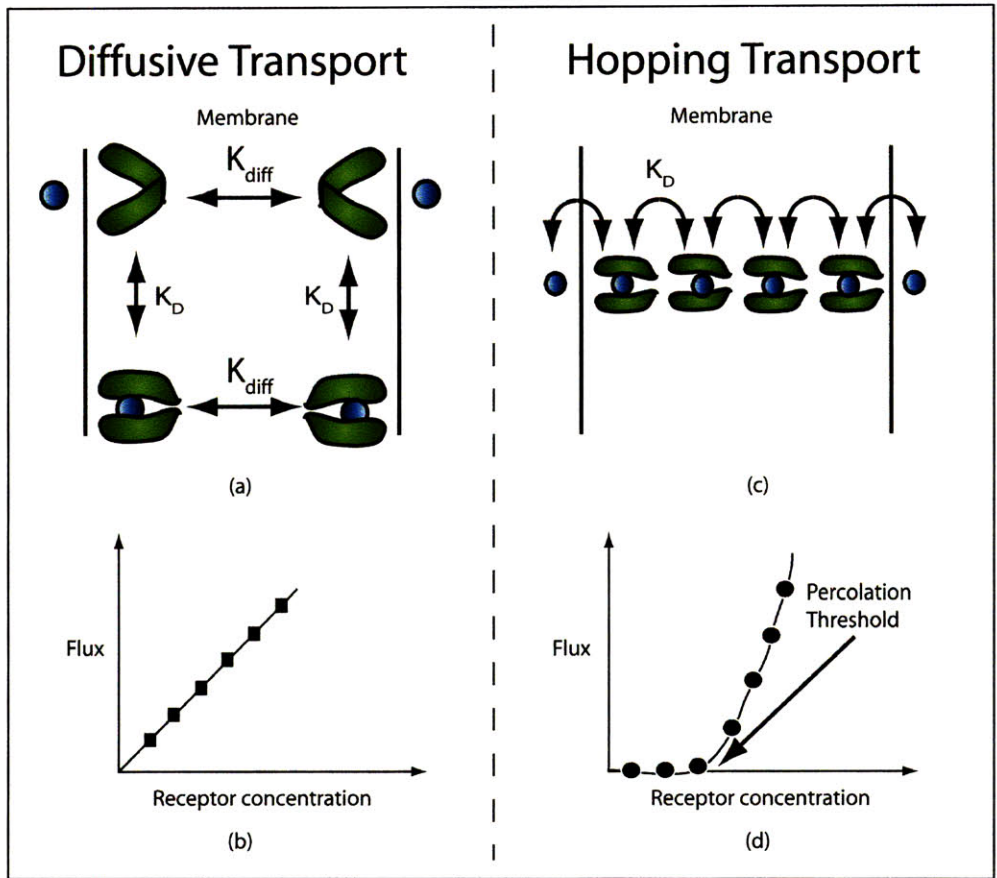 Diffusive Transport
Membrane
K_diff
K_D
K_D
K_diff
(a)
Flux
Receptor concentration
(b)
Hopping Transport
Membrane
K_D
(c)
Percolation
Threshold
Flux
Receptor concentration
(d)